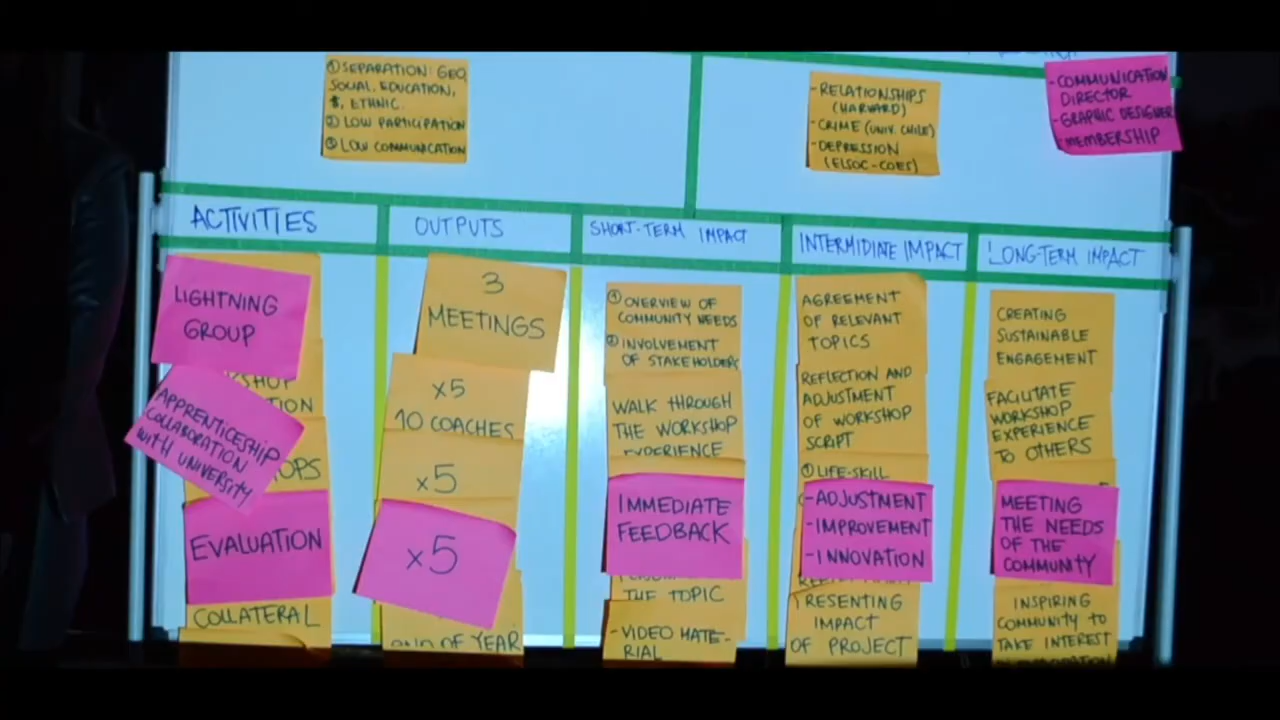 ① SEPARATION: GEO,
SOCIAL, EDUCATION,
$, ETHNIC.
② LOW PARTICIPATION
③ LOW COMMUNICATION
- RELATIONSHIPS
(HARVARD)
- CRIME (UNIV. CHILE)
- DEPRESSION
(ELSOC-COES)
- COMMUNICATION
DIRECTOR
- GRAPHIC DESIGNER
- MEMBERSHIP
ACTIVITIES
LIGHTNING
GROUP
APPRENTICESHIP
COLLABORATION
WITH UNIVERSITY
EVALUATION
COLLATERAL
OUTPUTS
3
MEETINGS
x5
10 COACHES
x5
x5
OF YEAR
SHORT-TERM IMPACT
① OVERVIEW OF
COMMUNITY NEEDS
② INVOLVEMENT
OF STAKEHOLDERS
WALK THROUGH
THE WORKSHOP
EXPERIENCE
IMMEDIATE
FEEDBACK
THE TOPIC
- VIDEO MATE-
RIAL
INTERMIDIATE IMPACT
AGREEMENT
OF RELEVANT
TOPICS
REFLECTION AND
ADJUSTMENT
OF WORKSHOP
SCRIPT
① LIFE-SKILL
- ADJUSTMENT
- IMPROVEMENT
- INNOVATION
PRESENTING
IMPACT
OF PROJECT
LONG-TERM IMPACT
CREATING
SUSTAINABLE
ENGAGEMENT
FACILITATE
WORKSHOP
EXPERIENCE
TO OTHERS
MEETING
THE NEEDS
OF THE
COMMUNITY
INSPIRING
COMMUNITY TO
TAKE INTEREST